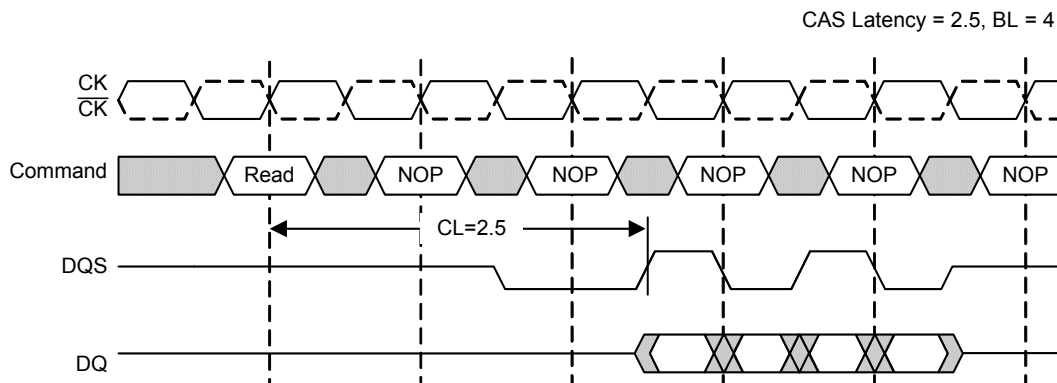 CAS Latency = 2.5, BL = 4
CK
CK
Command Read NOP NOP NOP NOP NOP
CL=2.5
DQS
DQ